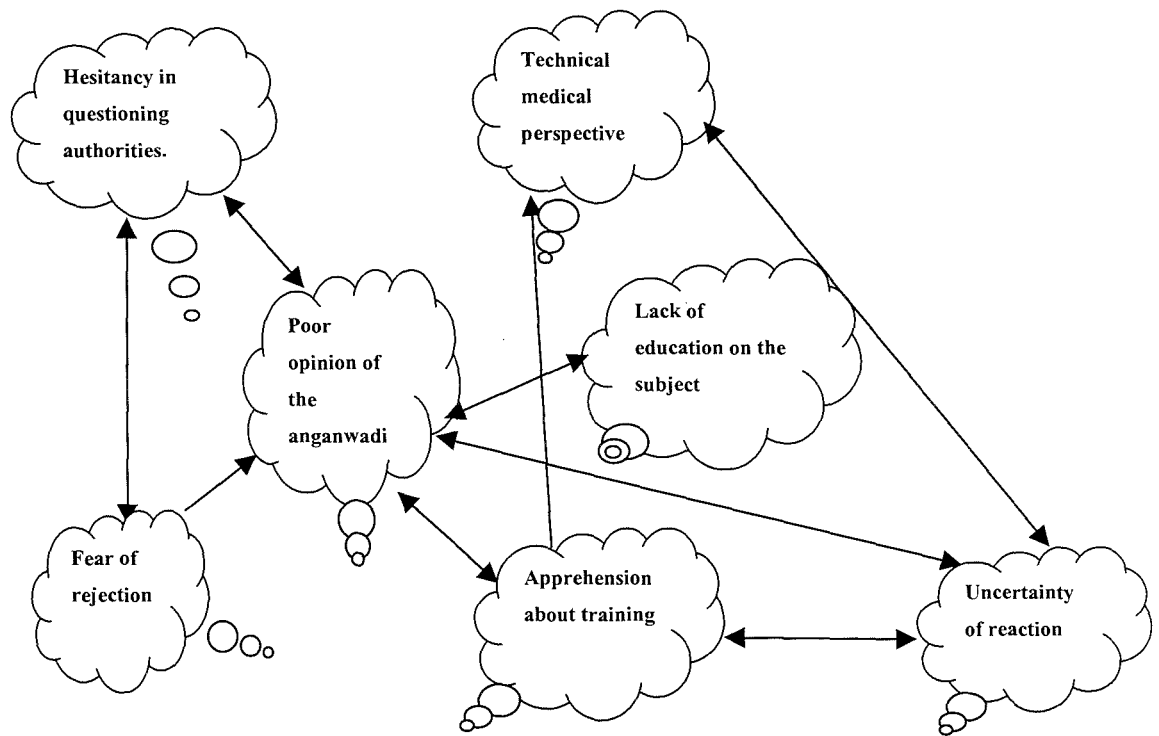 Hesitancy in
questioning
authorities.
Technical
medical
perspective
Poor
opinion of
the
anganwadi
Lack of
education on the
subject
Fear of
rejection
Apprehension
about training
Uncertainty
of reaction